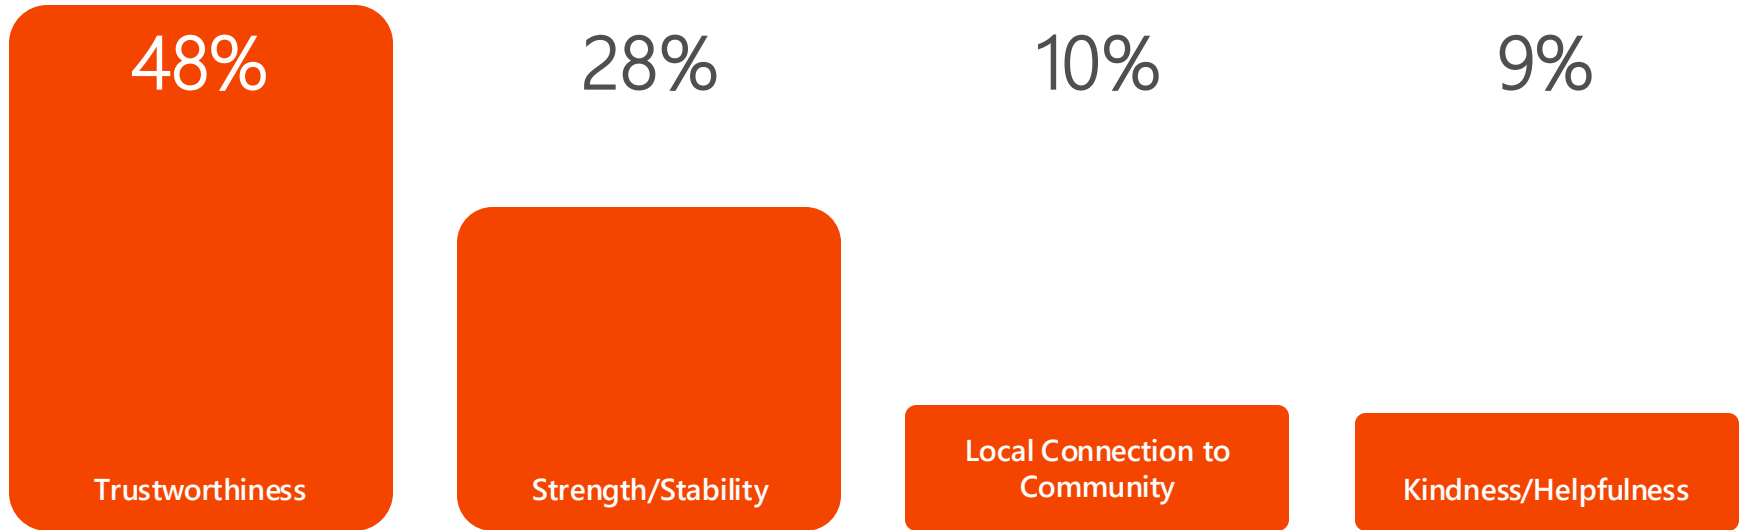 48%
28%
10%
9%
Trustworthiness
Strength/Stability
Local Connection to
Community
Kindness/Helpfulness